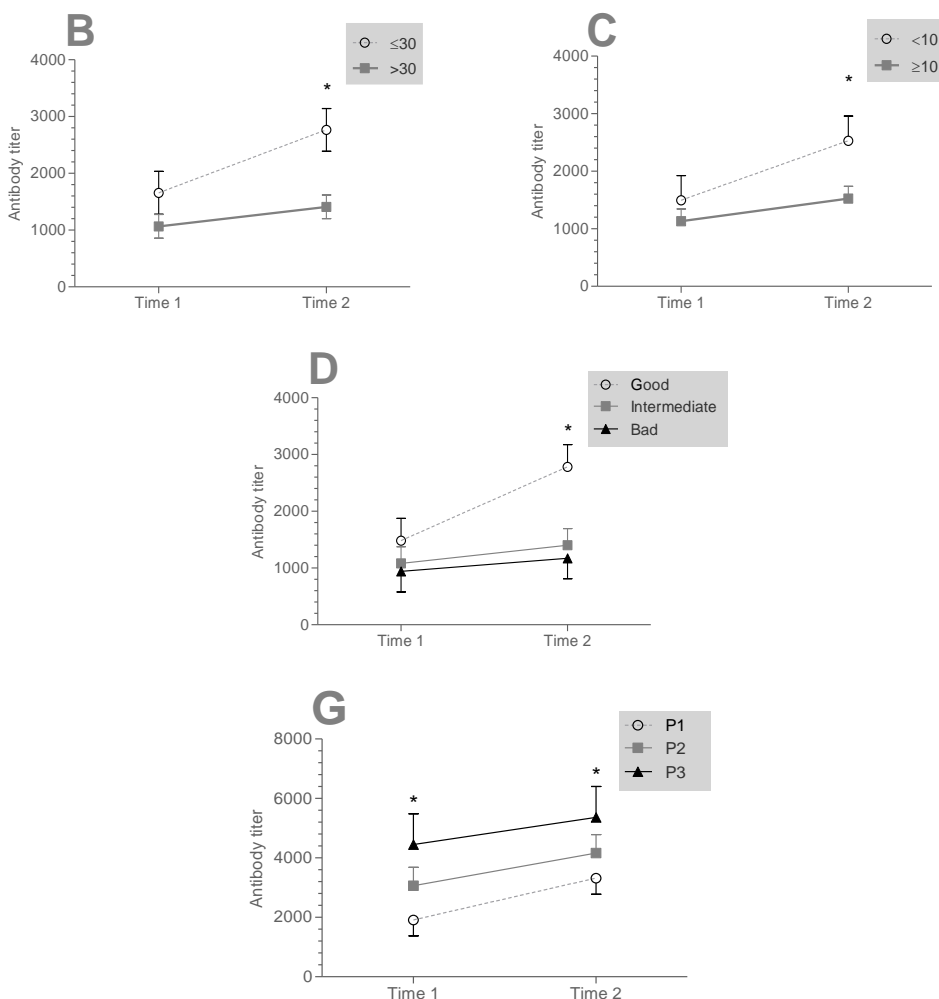 B
≤30
>30
4000
3000
2000
1000
0
Antibody titer
*
Time 1
Time 2
C
<10
≥10
4000
3000
2000
1000
0
Antibody titer
*
Time 1
Time 2
D
Good
Intermediate
Bad
4000
3000
2000
1000
0
Antibody titer
*
Time 1
Time 2
G
P1
P2
P3
8000
6000
4000
2000
0
Antibody titer
*
*
Time 1
Time 2